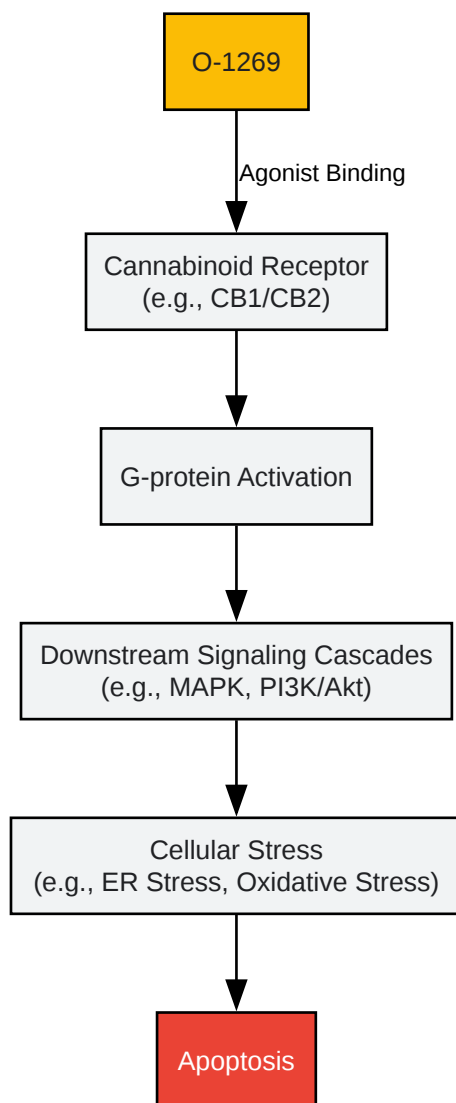 O-1269
Agonist Binding
Cannabinoid Receptor
(e.g., CB1/CB2)
G-protein Activation
Downstream Signaling Cascades
(e.g., MAPK, PI3K/Akt)
Cellular Stress
(e.g., ER Stress, Oxidative Stress)
Apoptosis